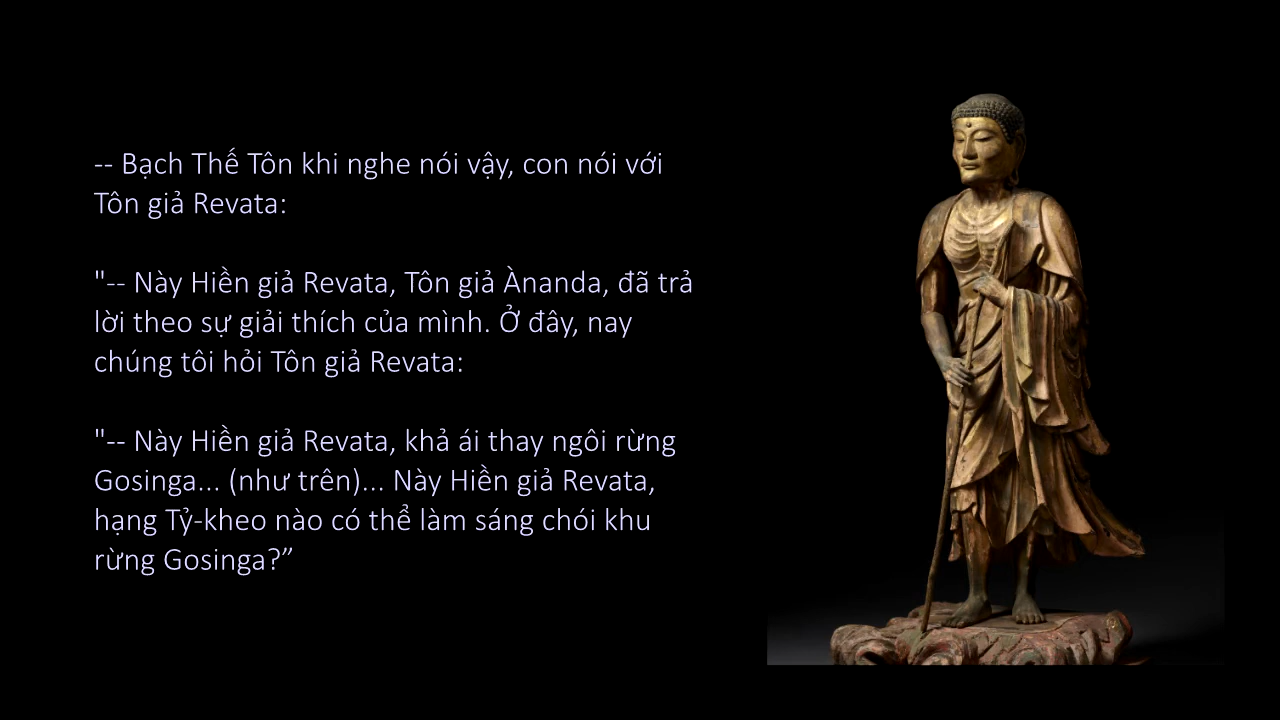 -- Bạch Thế Tôn khi nghe nói vậy, con nói với
Tôn giả Revata:
"-- Này Hiền giả Revata, Tôn giả Ànanda, đã trả
lời theo sự giải thích của mình. Ở đây, nay
chúng tôi hỏi Tôn giả Revata:
"-- Này Hiền giả Revata, khả ái thay ngôi rừng
Gosinga... (như trên)... Này Hiền giả Revata,
hạng Tỷ-kheo nào có thể làm sáng chói khu
rừng Gosinga?”